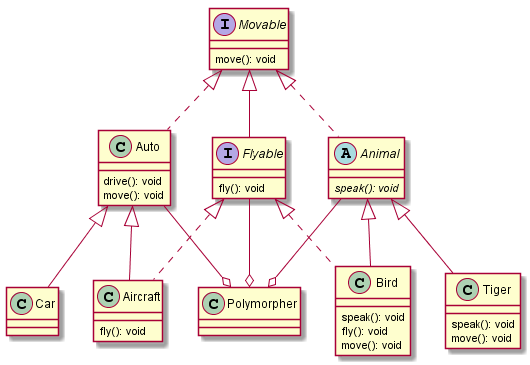 I Movable
move(): void
C Auto
drive(): void
move(): void
I Flyable
fly(): void
A Animal
speak(): void
C Car
C Aircraft
fly(): void
C Polymorpher
C Bird
speak(): void
fly(): void
move(): void
C Tiger
speak(): void
move(): void